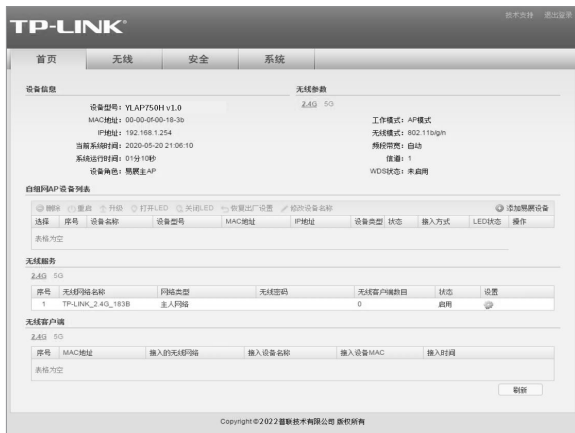 技术支持 退出登录
TP-LINK®
首页 无线 安全 系统
设备信息
设备型号: YLAP750H v1.0
MAC地址: 00-00-0f-00-18-3b
IP地址: 192.168.1.254
当前系统时间: 2020-05-20 21:06:10
系统运行时间: 01分10秒
设备角色: 易展主AP
无线参数
2.4G 5G
工作模式: AP模式
无线模式: 802.11b/g/n
频段带宽: 自动
信道: 1
WDS状态: 未启用
自组网AP设备列表
删除 重启 升级 打开LED 关闭LED 恢复出厂设置 修改设备名称 添加易展设备
选择 序号 设备名称 设备型号 MAC地址 IP地址 设备类型 状态 接入方式 LED状态 操作
表格为空
无线服务
2.4G 5G
序号 无线网络名称 网络类型 无线密码 无线客户端数目 状态 设置
1 TP-LINK_2.4G_183B 主人网络 0 启用
无线客户端
2.4G 5G
序号 MAC地址 接入的无线网络 接入设备名称 接入设备MAC 接入时间
表格为空
刷新
Copyright©2022普联技术有限公司 版权所有